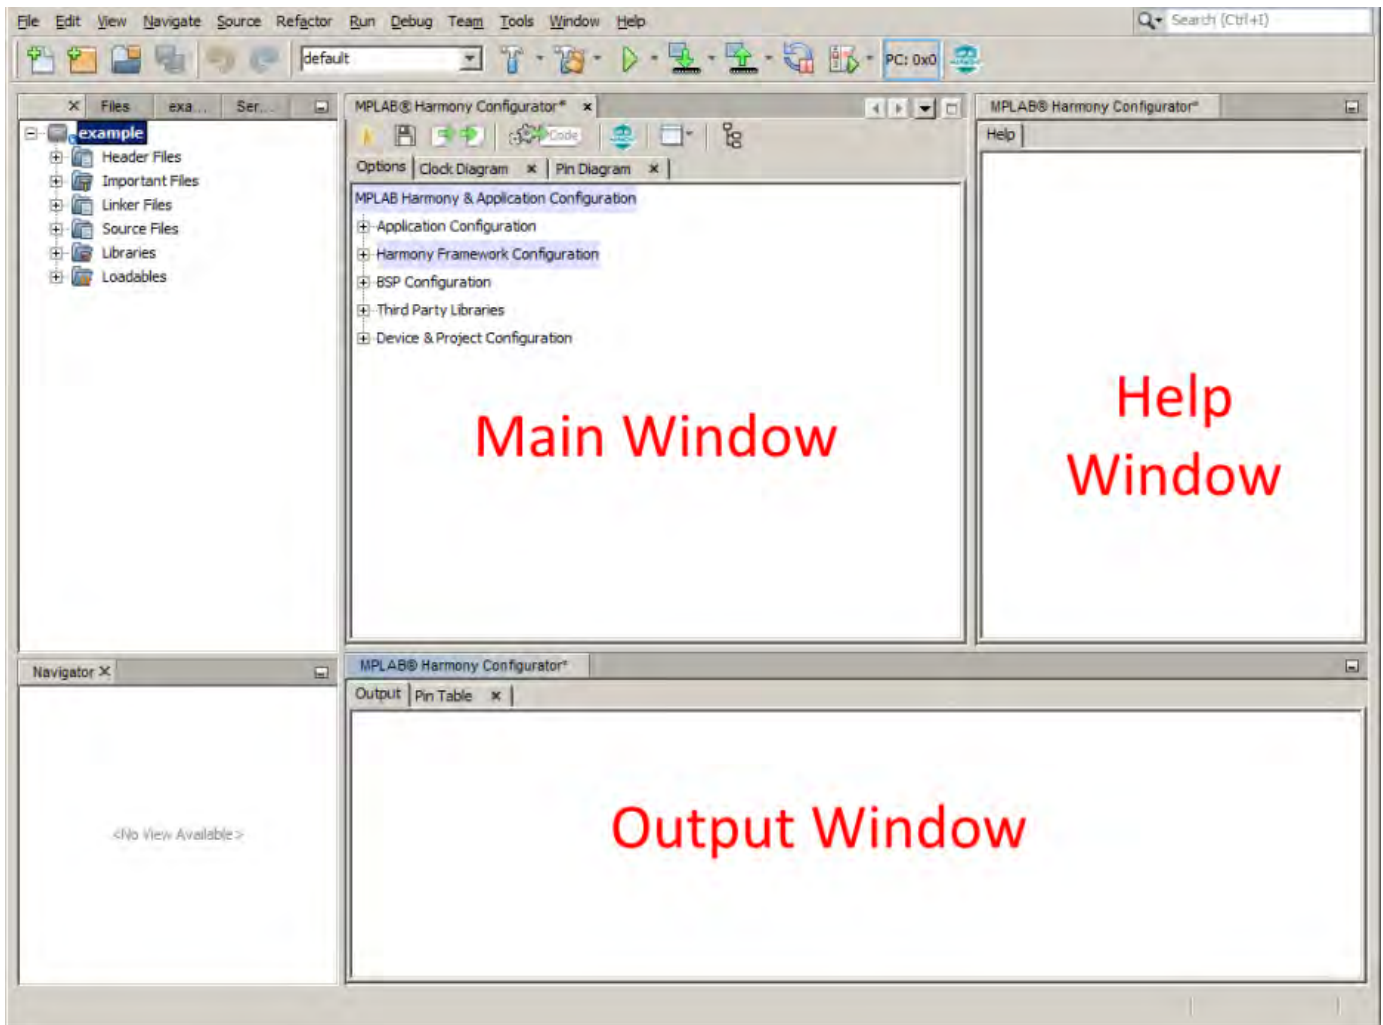 File Edit View Navigate Source Refactor Run Debug Team Tools Window Help
Search (Ctrl+I)
default
PC: 0x0
Files exa... Ser...
example
Header Files
Important Files
Linker Files
Source Files
Libraries
Loadables
MPLAB® Harmony Configurator*
Code
Options Clock Diagram Pin Diagram
MPLAB Harmony & Application Configuration
Application Configuration
Harmony Framework Configuration
BSP Configuration
Third Party Libraries
Device & Project Configuration
Main Window
MPLAB® Harmony Configurator*
Help
Help
Window
Navigator
<No View Available>
MPLAB® Harmony Configurator*
Output Pin Table
Output Window